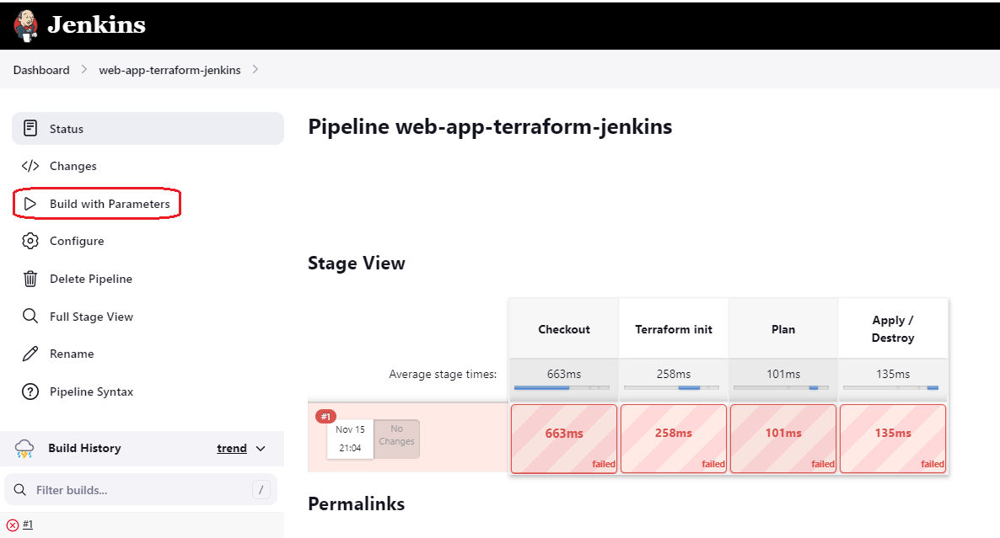 Jenkins
Dashboard
web-app-terraform-jenkins
Status
Changes
Build with Parameters
Configure
Delete Pipeline
Full Stage View
Rename
Pipeline Syntax
Build History
trend
Filter builds...
/
#1
Pipeline web-app-terraform-jenkins
Stage View
Checkout
Terraform init
Plan
Apply /
Destroy
Average stage times:
663ms
258ms
101ms
135ms
#1
Nov 15
21:04
No
Changes
663ms
failed
258ms
failed
101ms
failed
135ms
failed
Permalinks